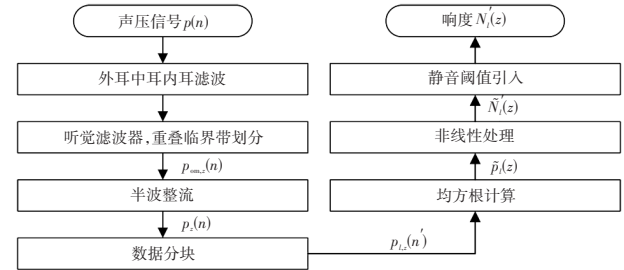 声压信号p(n)
外耳中耳内耳滤波
听觉滤波器,重叠临界带划分
p_{om,z}(n)
半波整流
p_z(n)
数据分块
p_{l,z}(n′)
均方根计算
p̃_l(z)
非线性处理
Ñ′_l(z)
静音阈值引入
响度N′_l(z)